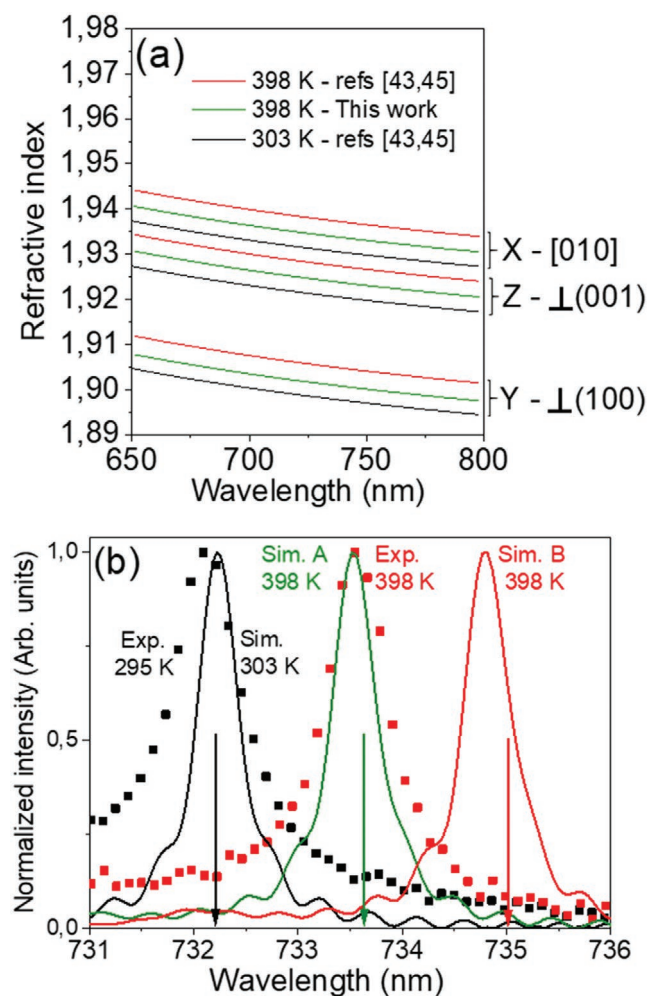 (a)
398 K - refs [43,45]
398 K - This work
303 K - refs [43,45]
1,98
1,97
1,96
1,95
1,94
1,93
1,92
1,91
1,90
1,89
Refractive index
X - [010]
Z - ⊥(001)
Y - ⊥(100)
650 700 750 800
Wavelength (nm)
(b)
1,0
0,5
0,0
Normalized intensity (Arb. units)
Sim. A
398 K
Exp.
398 K
Sim. B
398 K
Exp.
295 K
Sim.
303 K
731 732 733 734 735 736
Wavelength (nm)